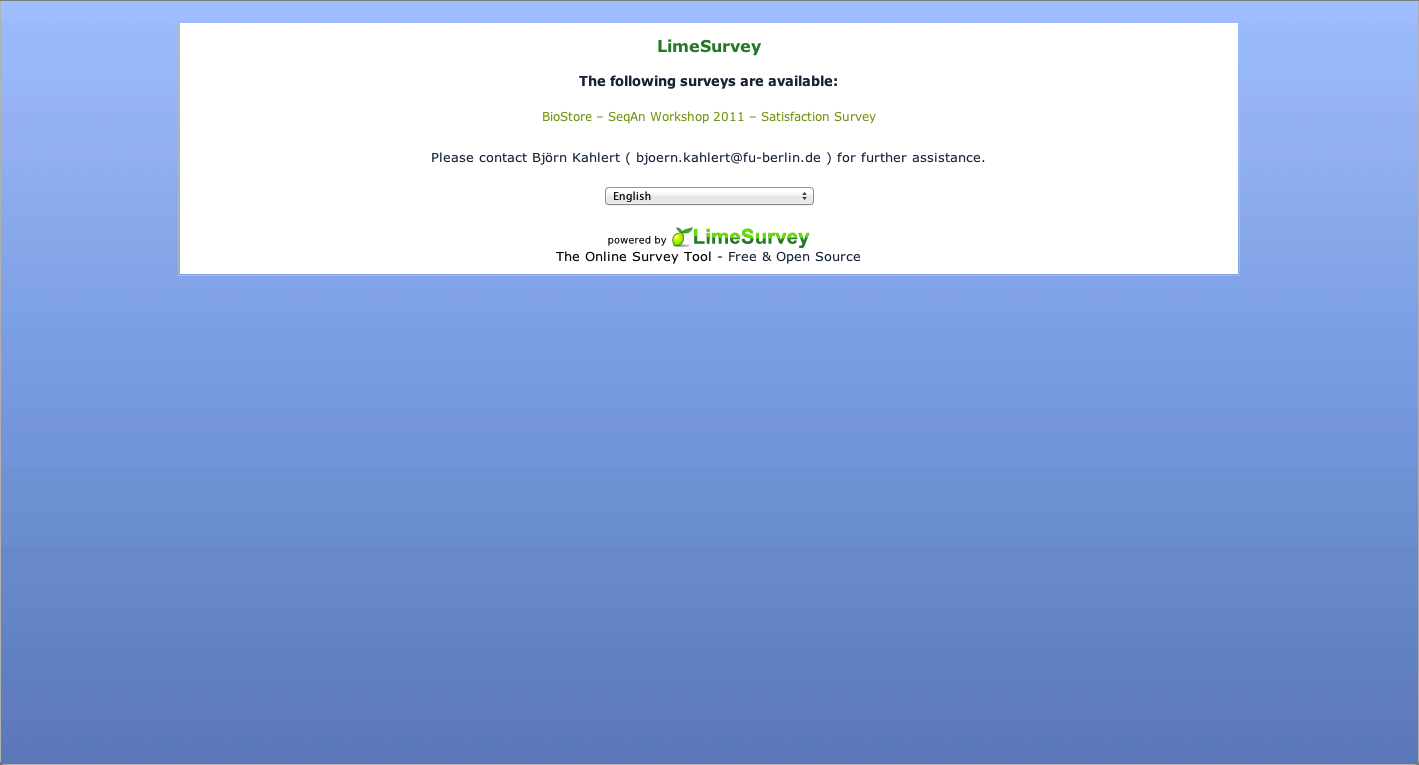 LimeSurvey
The following surveys are available:
BioStore – SeqAn Workshop 2011 – Satisfaction Survey
Please contact Björn Kahlert ( bjoern.kahlert@fu-berlin.de ) for further assistance.
English
powered by LimeSurvey
The Online Survey Tool - Free & Open Source